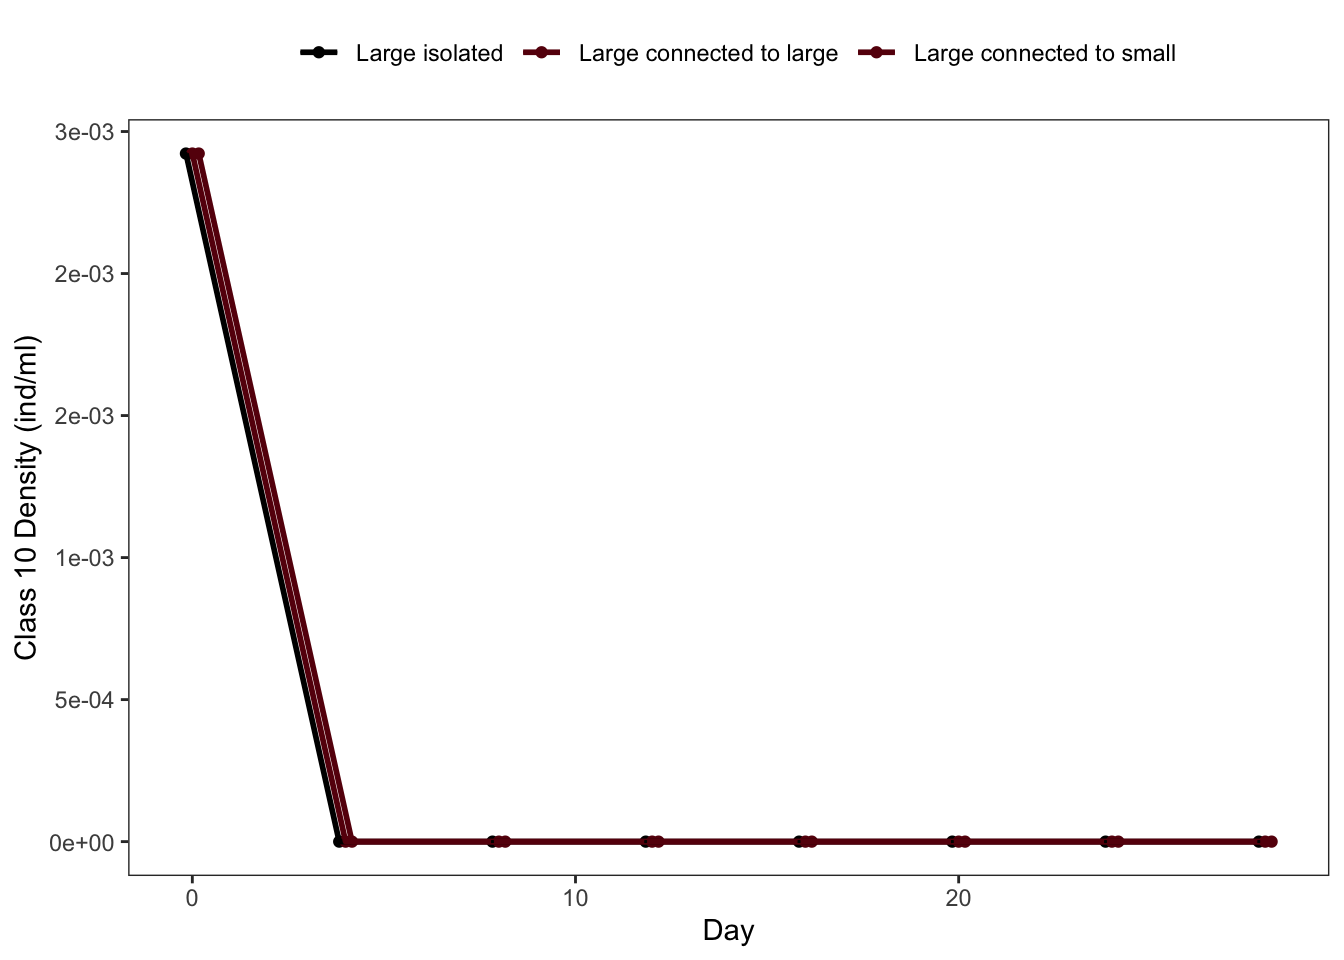 Large isolated Large connected to large Large connected to small
3e-03
2e-03
2e-03
1e-03
5e-04
0e+00
Class 10 Density (ind/ml)
0 10 20
Day